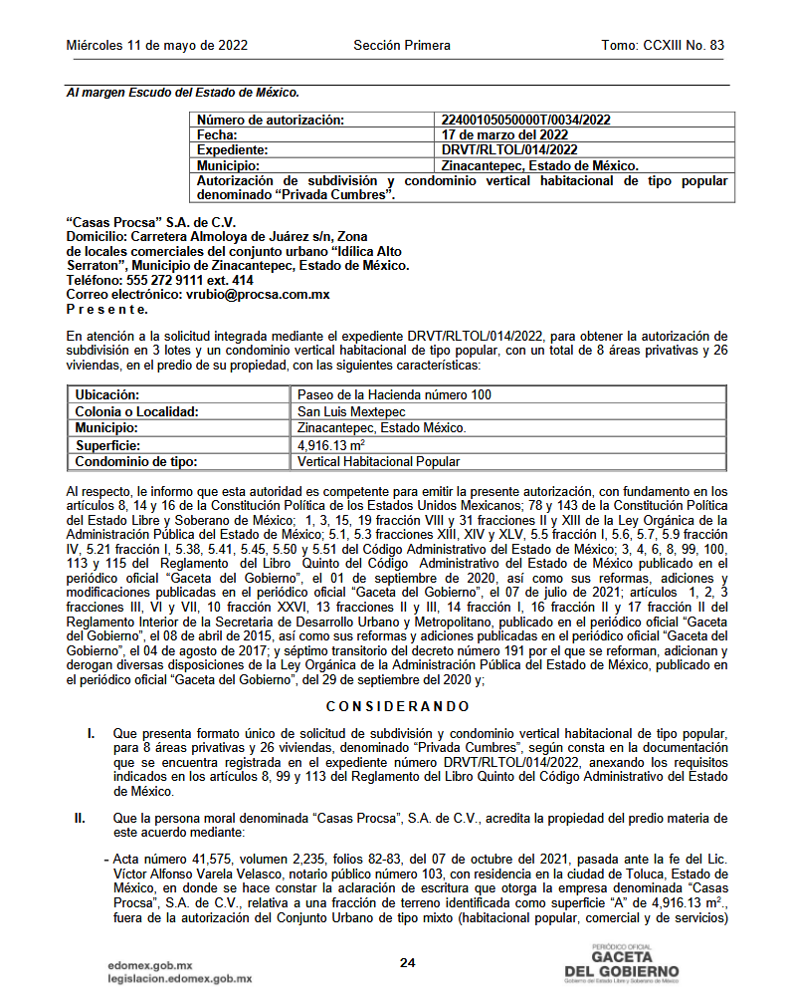 Miércoles 11 de mayo de 2022 Sección Primera Tomo: CCXIII No. 83
Al margen Escudo del Estado de México.
Número de autorización: 22400105050000T/0034/2022
Fecha: 17 de marzo del 2022
Expediente: DRVT/RLTOL/014/2022
Municipio: Zinacantepec, Estado de México.
Autorización de subdivisión y condominio vertical habitacional de tipo popular
denominado “Privada Cumbres”.
“Casas Procsa” S.A. de C.V.
Domicilio: Carretera Almoloya de Juárez s/n, Zona
de locales comerciales del conjunto urbano “Idílica Alto
Serraton”, Municipio de Zinacantepec, Estado de México.
Teléfono: 555 272 9111 ext. 414
Correo electrónico: vrubio@procsa.com.mx
P r e s e n t e.
En atención a la solicitud integrada mediante el expediente DRVT/RLTOL/014/2022, para obtener la autorización de
subdivisión en 3 lotes y un condominio vertical habitacional de tipo popular, con un total de 8 áreas privativas y 26
viviendas, en el predio de su propiedad, con las siguientes características:
Ubicación: Paseo de la Hacienda número 100
Colonia o Localidad: San Luis Mextepec
Municipio: Zinacantepec, Estado México.
Superficie: 4,916.13 m²
Condominio de tipo: Vertical Habitacional Popular
Al respecto, le informo que esta autoridad es competente para emitir la presente autorización, con fundamento en los
artículos 8, 14 y 16 de la Constitución Política de los Estados Unidos Mexicanos; 78 y 143 de la Constitución Política
del Estado Libre y Soberano de México; 1, 3, 15, 19 fracción VIII y 31 fracciones II y XIII de la Ley Orgánica de la
Administración Pública del Estado de México; 5.1, 5.3 fracciones XIII, XIV y XLV, 5.5 fracción I, 5.6, 5.7, 5.9 fracción
IV, 5.21 fracción I, 5.38, 5.41, 5.45, 5.50 y 5.51 del Código Administrativo del Estado de México; 3, 4, 6, 8, 99, 100,
113 y 115 del Reglamento del Libro Quinto del Código Administrativo del Estado de México publicado en el
periódico oficial “Gaceta del Gobierno”, el 01 de septiembre de 2020, así como sus reformas, adiciones y
modificaciones publicadas en el periódico oficial “Gaceta del Gobierno”, el 07 de julio de 2021; artículos 1, 2, 3
fracciones III, VI y VII, 10 fracción XXVI, 13 fracciones II y III, 14 fracción I, 16 fracción II y 17 fracción II del
Reglamento Interior de la Secretaria de Desarrollo Urbano y Metropolitano, publicado en el periódico oficial “Gaceta
del Gobierno”, el 08 de abril de 2015, así como sus reformas y adiciones publicadas en el periódico oficial “Gaceta del
Gobierno”, el 04 de agosto de 2017; y séptimo transitorio del decreto número 191 por el que se reforman, adicionan y
derogan diversas disposiciones de la Ley Orgánica de la Administración Pública del Estado de México, publicado en
el periódico oficial “Gaceta del Gobierno”, del 29 de septiembre del 2020 y;
C O N S I D E R A N D O
I. Que presenta formato único de solicitud de subdivisión y condominio vertical habitacional de tipo popular,
para 8 áreas privativas y 26 viviendas, denominado “Privada Cumbres”, según consta en la documentación
que se encuentra registrada en el expediente número DRVT/RLTOL/014/2022, anexando los requisitos
indicados en los artículos 8, 99 y 113 del Reglamento del Libro Quinto del Código Administrativo del Estado
de México.
II. Que la persona moral denominada “Casas Procsa”, S.A. de C.V., acredita la propiedad del predio materia de
este acuerdo mediante:
- Acta número 41,575, volumen 2,235, folios 82-83, del 07 de octubre del 2021, pasada ante la fe del Lic.
Víctor Alfonso Varela Velasco, notario público número 103, con residencia en la ciudad de Toluca, Estado de
México, en donde se hace constar la aclaración de escritura que otorga la empresa denominada “Casas
Procsa”, S.A. de C.V., relativa a una fracción de terreno identificada como superficie “A” de 4,916.13 m².,
fuera de la autorización del Conjunto Urbano de tipo mixto (habitacional popular, comercial y de servicios)
edomex.gob.mx
legislacion.edomex.gob.mx
24
PERIÓDICO OFICIAL
GACETA
DEL GOBIERNO
Gobierno del Estado Libre y Soberano de México